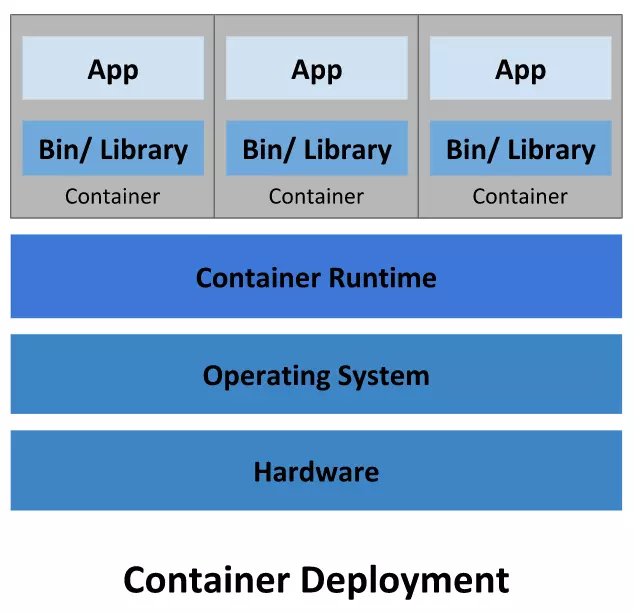 App App App
Bin/ Library Bin/ Library Bin/ Library
Container Container Container
Container Runtime
Operating System
Hardware
Container Deployment